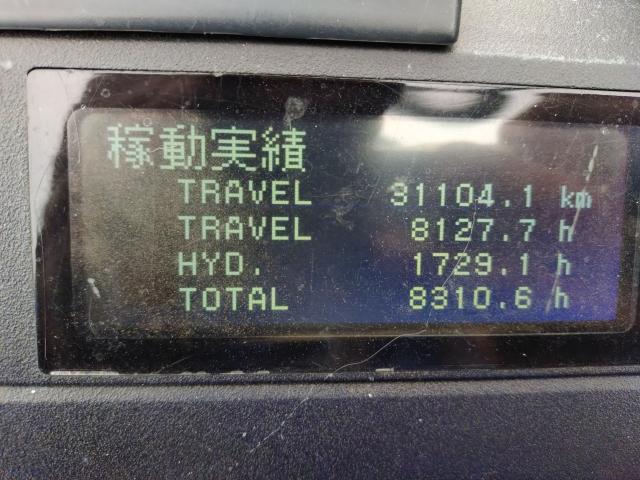 稼動実績
TRAVEL 31104.1 km
TRAVEL 8127.7 h
HYD. 1729.1 h
TOTAL 8310.6 h